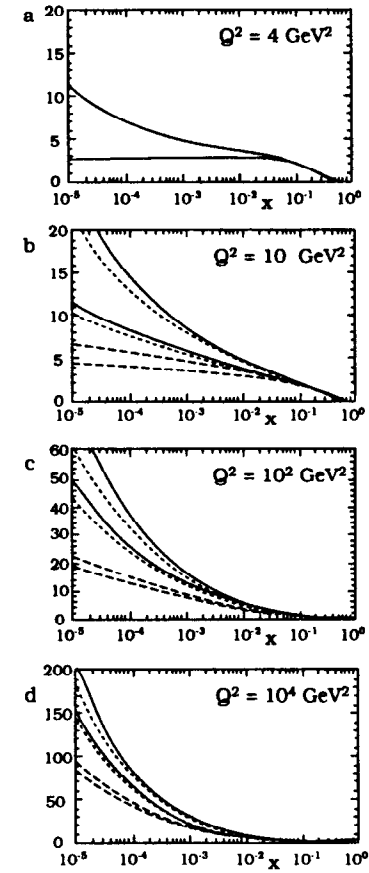 a
Q² = 4 GeV²
20
15
10
5
0
10⁻⁵ 10⁻⁴ 10⁻³ 10⁻² x 10⁻¹ 10⁰
b
Q² = 10 GeV²
20
15
10
5
0
10⁻⁵ 10⁻⁴ 10⁻³ 10⁻² x 10⁻¹ 10⁰
c
Q² = 10² GeV²
60
50
40
30
20
10
0
10⁻⁵ 10⁻⁴ 10⁻³ 10⁻² x 10⁻¹ 10⁰
d
Q² = 10⁴ GeV²
200
150
100
50
0
10⁻⁵ 10⁻⁴ 10⁻³ 10⁻² x 10⁻¹ 10⁰